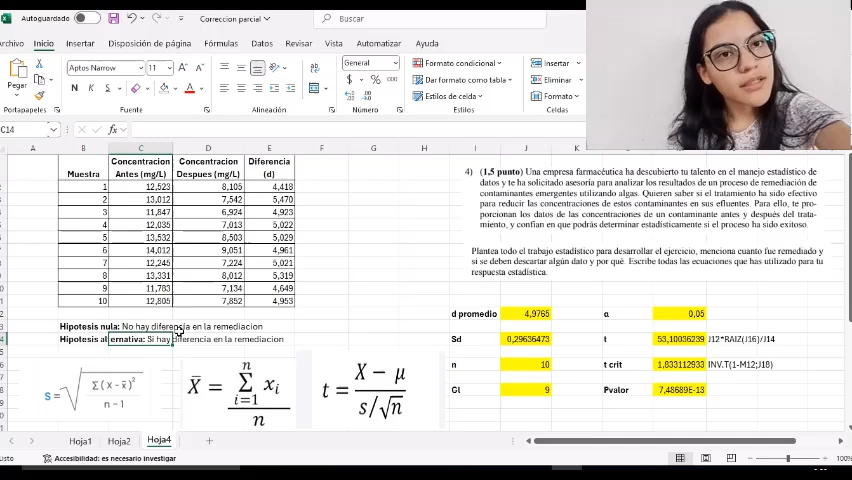 Autoguardado
Correccion parcial
Buscar
Archivo Inicio Insertar Disposición de página Fórmulas Datos Revisar Vista Automatizar Ayuda
Pegar
Aptos Narrow 11
N K S
General
$ % 000
Formato condicional
Dar formato como tabla
Estilos de celda
Insertar
Eliminar
Formato
Portapapeles Fuente Alineación Número Estilos Celdas
C14 fx
A B C D E F G H I J K
Muestra Concentracion Antes (mg/L) Concentracion Despues (mg/L) Diferencia (d)
1 12,523 8,105 4,418
2 13,012 7,542 5,470
3 11,847 6,924 4,923
4 12,035 7,013 5,022
5 13,532 8,503 5,029
6 14,012 9,051 4,961
7 12,245 7,224 5,021
8 13,331 8,012 5,319
9 11,783 7,134 4,649
10 12,805 7,852 4,953
Hipotesis nula: No hay diferencia en la remediacion
Hipotesis alternativa: Si hay diferencia en la remediacion
S = √ Σ(x-x̄)² / n - 1
X̄ = Σ i=1 n xᵢ / n
t = X − μ / s/√n
4) (1,5 punto) Una empresa farmacéutica ha descubierto tu talento en el manejo estadístico de
datos y te ha solicitado asesoría para analizar los resultados de un proceso de remediación de
contaminantes emergentes utilizando algas. Quieren saber si el tratamiento ha sido efectivo
para reducir las concentraciones de estos contaminantes en sus efluentes. Para ello, te pro-
porcionan los datos de las concentraciones de un contaminante antes y después del trata-
miento, y confían en que podrás determinar estadísticamente si el proceso ha sido exitoso.
Plantea todo el trabajo estadístico para desarrollar el ejercicio, menciona cuanto fue remediado y
si se deben descartar algún dato y por qué. Escribe todas las ecuaciones que has utilizado para tu
respuesta estadística.
d promedio 4,9765 α 0,05
Sd 0,29636473 t 53,10036239 J12*RAIZ(J16)/J14
n 10 t crit 1,833112933 INV.T(1-M12;J18)
Gl 9 Pvalor 7,48689E-13
Hoja1 Hoja2 Hoja4 +
Listo Accesibilidad: es necesario investigar 100%